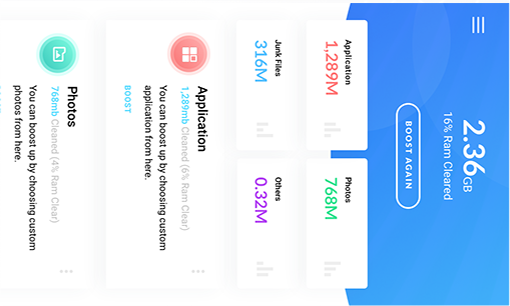 2.36GB
16% Ram Cleared
BOOST AGAIN
Application
1,289M
Photos
768M
Junk Files
316M
Others
0.32M
Application
1,289mb Cleaned (6% Ram Clear)
You can boost up by choosing custom
application from here.
BOOST
Photos
768mb Cleaned (4% Ram Clear)
You can boost up by choosing custom
photos from here.